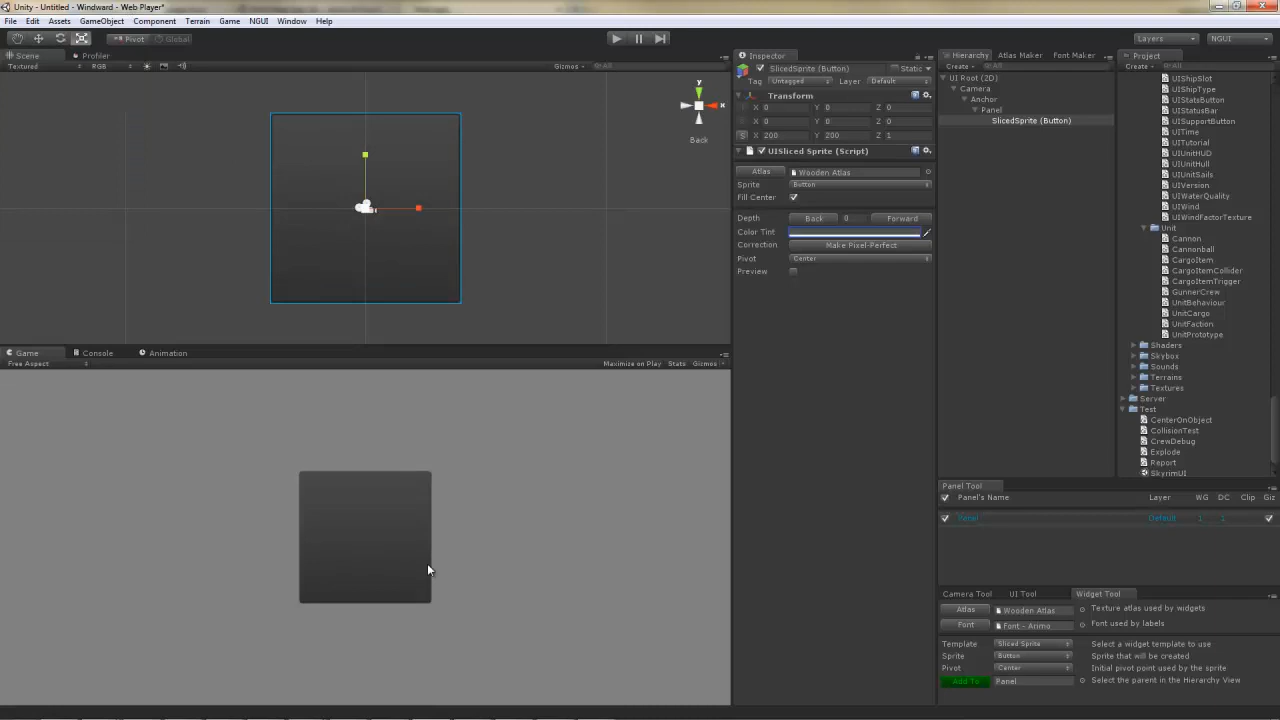 Unity - Untitled - Windward - Web Player*
File Edit Assets GameObject Component Terrain Game NGUI Window Help
Pivot Global
Layers NGUI
Scene Profiler
Textured RGB Gizmos All
y
x
Back
Game Console Animation
Free Aspect Maximize on Play Stats Gizmos
Inspector
SlicedSprite (Button) Static
Tag Untagged Layer Default
Transform
X 0 Y 0 Z 0
X 0 Y 0 Z 0
S X 200 Y 200 Z 1
UISliced Sprite (Script)
Atlas Wooden Atlas
Sprite Button
Fill Center
Depth Back 0 Forward
Color Tint
Correction Make Pixel-Perfect
Pivot Center
Preview
Hierarchy Atlas Maker Font Maker
Create All
UI Root (2D)
Camera
Anchor
Panel
SlicedSprite (Button)
Project
Create All
UIShipSlot
UIShipType
UIStatsButton
UIStatusBar
UISupportButton
UITime
UITutorial
UIUnitHUD
UIUnitHull
UIUnitSails
UIVersion
UIWaterQuality
UIWind
UIWindFactorTexture
Unit
Cannon
Cannonball
CargoItem
CargoItemCollider
CargoItemTrigger
GunnerCrew
UnitBehaviour
UnitCargo
UnitFaction
UnitPrototype
Shaders
Skybox
Sounds
Terrains
Textures
Server
Test
CenterOnObject
CollisionTest
CrewDebug
Explode
Report
SkyrimUI
Panel Tool
Panel's Name Layer WG DC Clip Giz
Panel Default 1 1
Camera Tool UI Tool Widget Tool
Atlas Wooden Atlas Texture atlas used by widgets
Font Font - Arimo Font used by labels
Template Sliced Sprite Select a widget template to use
Sprite Button Sprite that will be created
Pivot Center Initial pivot point used by the sprite
Add To Panel Select the parent in the Hierarchy View